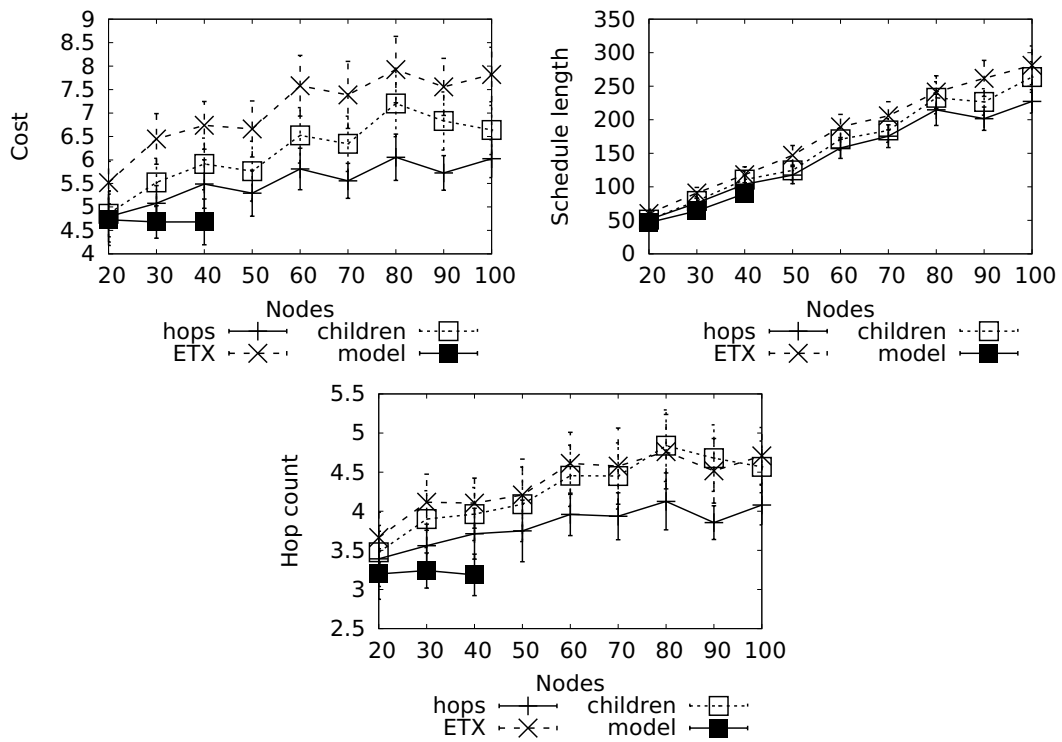 Cost
9
8.5
8
7.5
7
6.5
6
5.5
5
4.5
4
20 30 40 50 60 70 80 90 100
Nodes
hops children
ETX model
Schedule length
350
300
250
200
150
100
50
0
20 30 40 50 60 70 80 90 100
Nodes
hops children
ETX model
Hop count
5.5
5
4.5
4
3.5
3
2.5
20 30 40 50 60 70 80 90 100
Nodes
hops children
ETX model